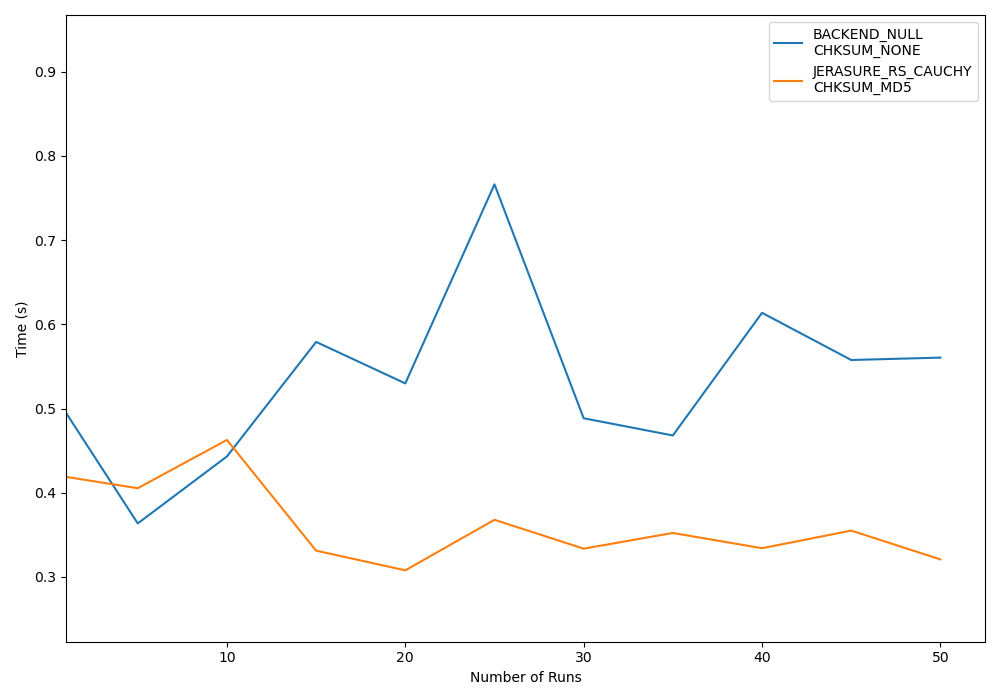 BACKEND_NULL
CHKSUM_NONE
JERASURE_RS_CAUCHY
CHKSUM_MD5
0.9
0.8
0.7
0.6
0.5
0.4
0.3
Time (s)
10 20 30 40 50
Number of Runs